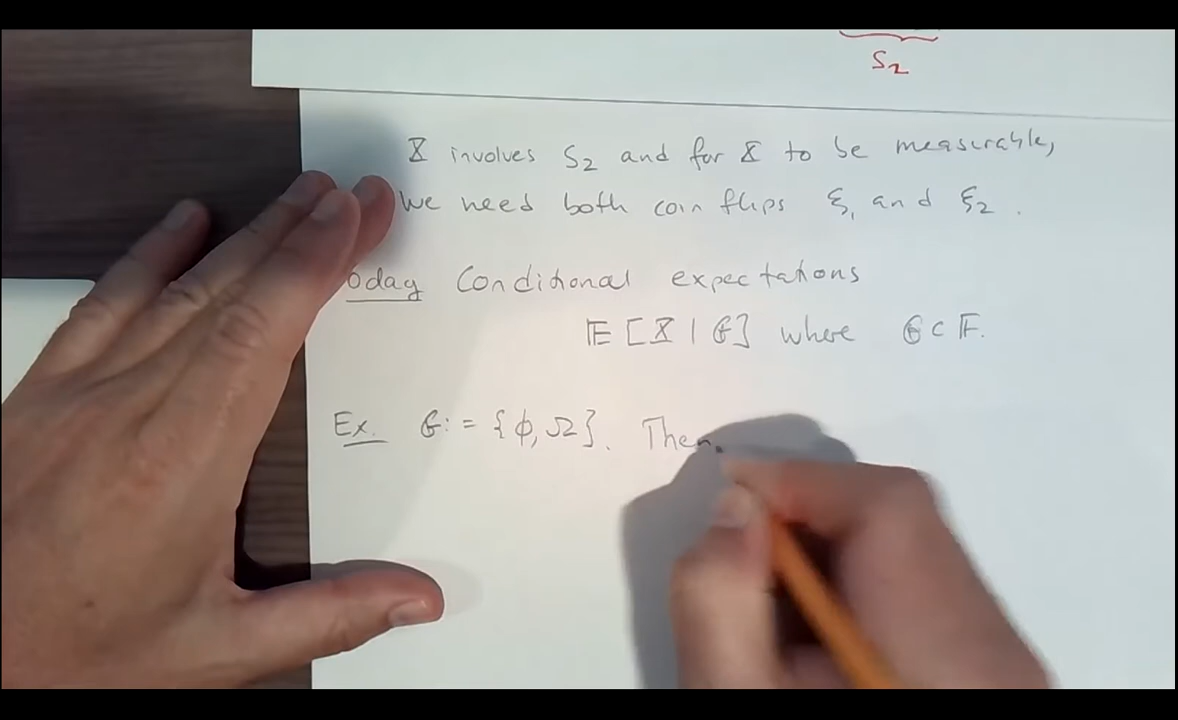 S₂
X involves S₂ and for X to be measurable,
we need both coin flips ξ₁ and ξ₂.
oday Conditional expectations
𝔼[X|𝔾] where 𝔾⊂𝔽.
Ex. 𝔾:={ϕ,Ω}. Then